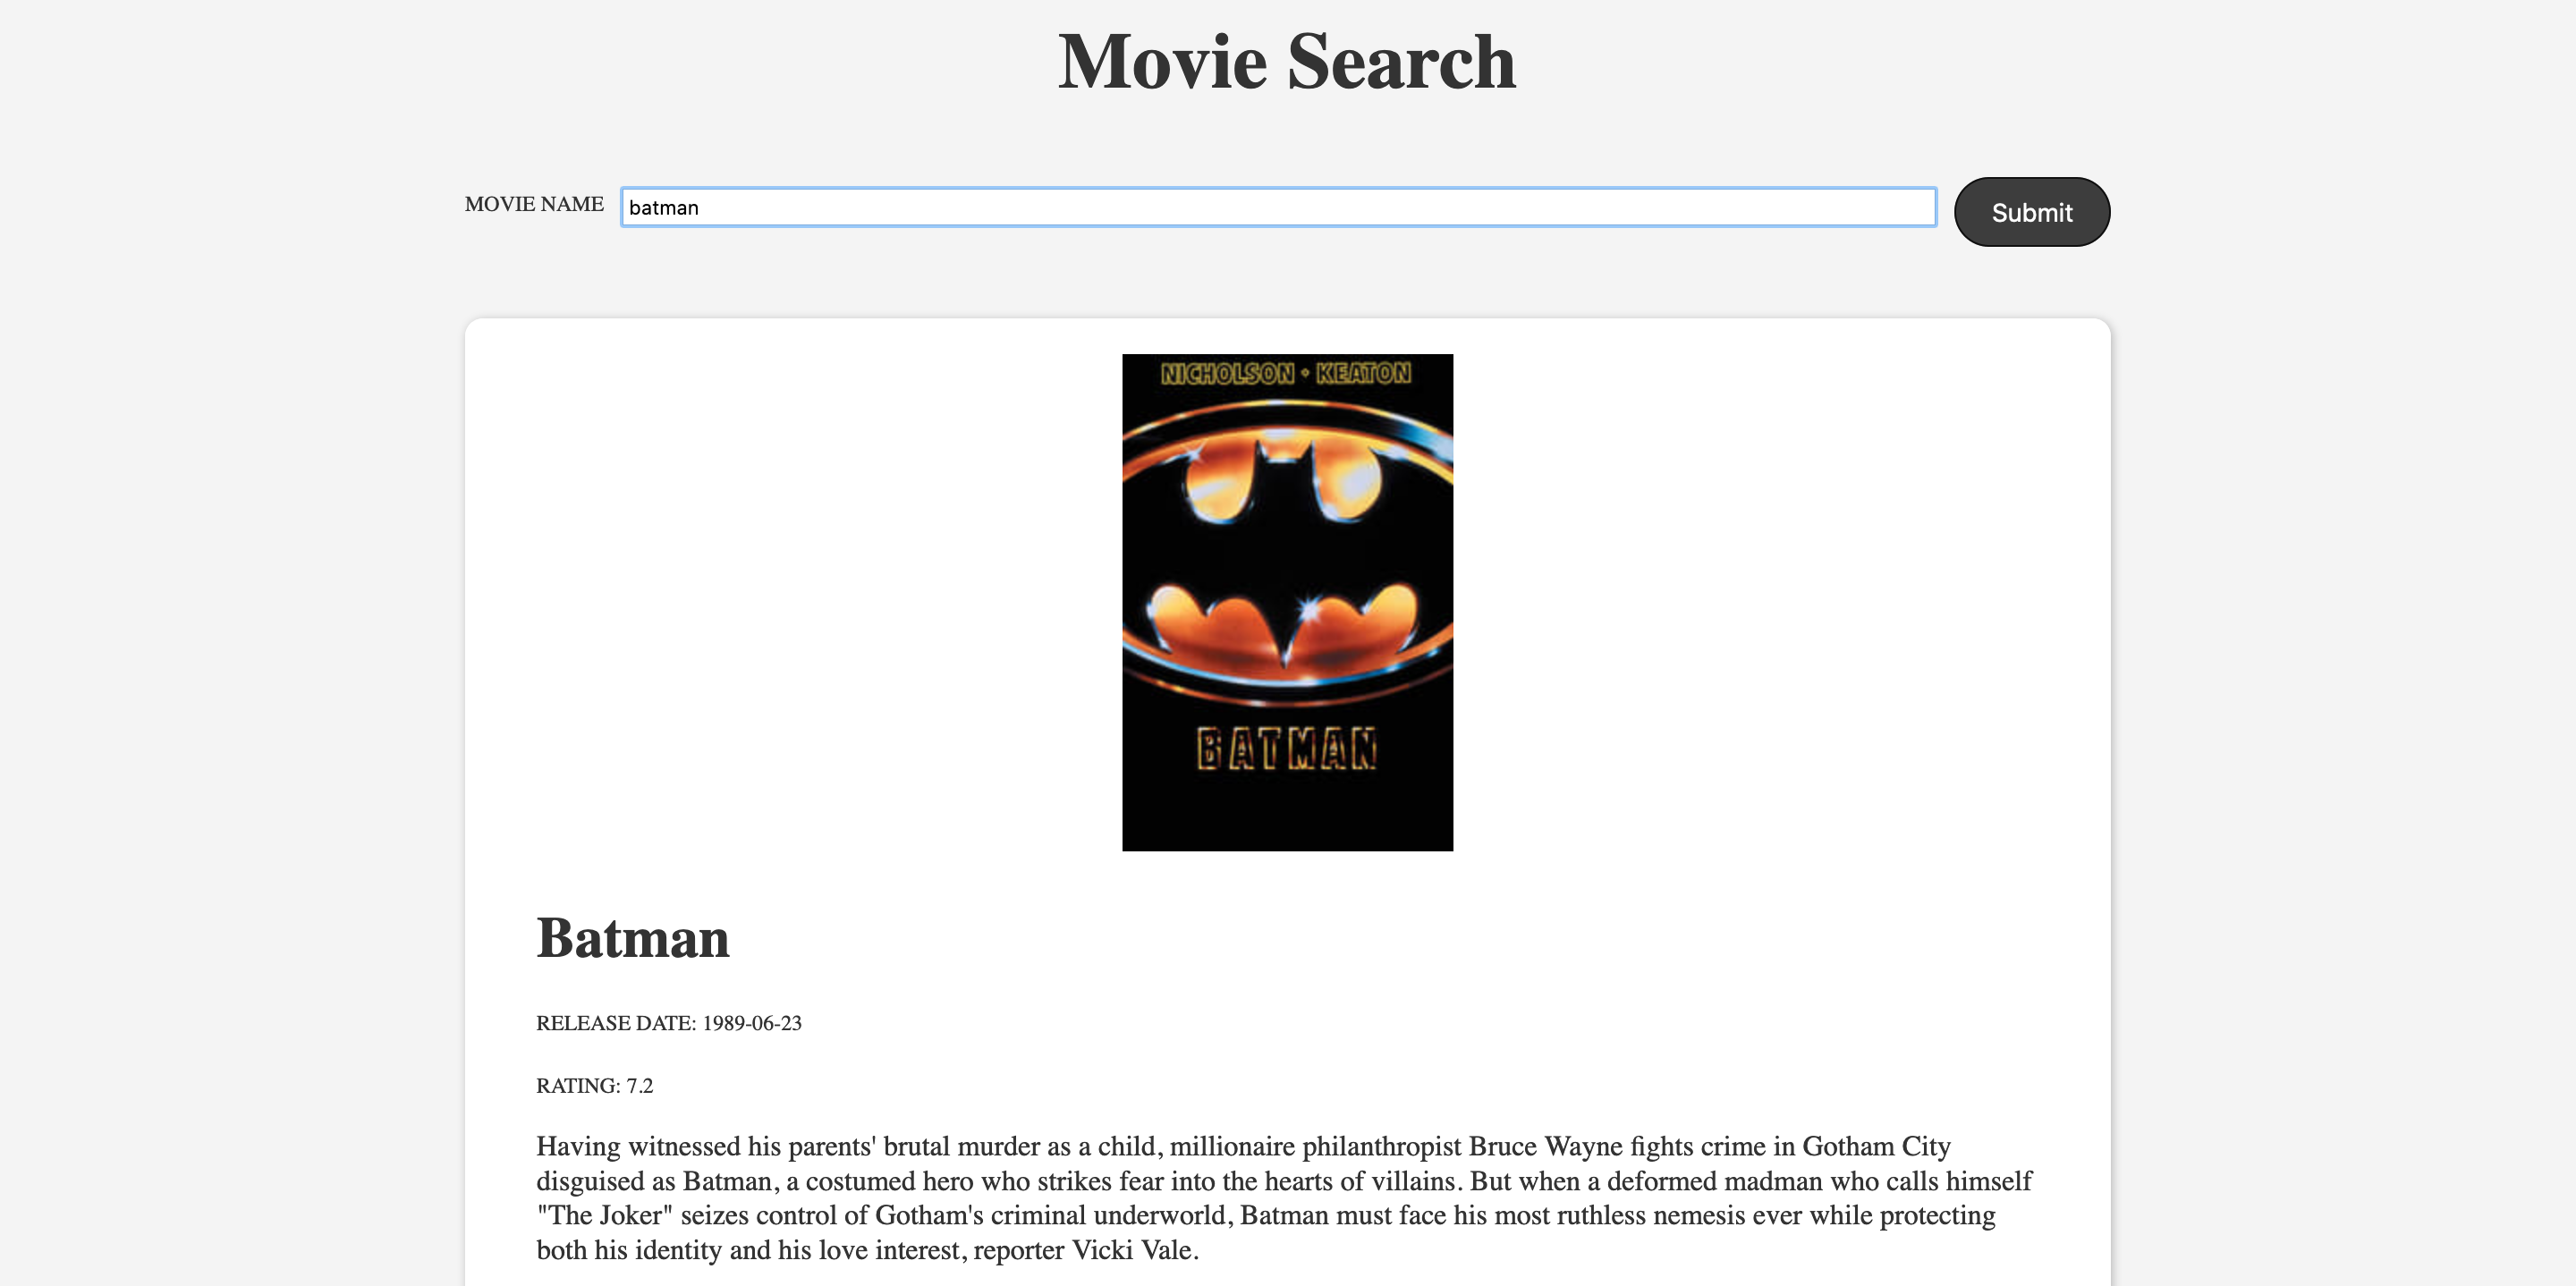 Movie Search
MOVIE NAME batman Submit
NICHOLSON • KEATON
BATMAN
Batman
RELEASE DATE: 1989-06-23
RATING: 7.2
Having witnessed his parents' brutal murder as a child, millionaire philanthropist Bruce Wayne fights crime in Gotham City
disguised as Batman, a costumed hero who strikes fear into the hearts of villains. But when a deformed madman who calls himself
"The Joker" seizes control of Gotham's criminal underworld, Batman must face his most ruthless nemesis ever while protecting
both his identity and his love interest, reporter Vicki Vale.